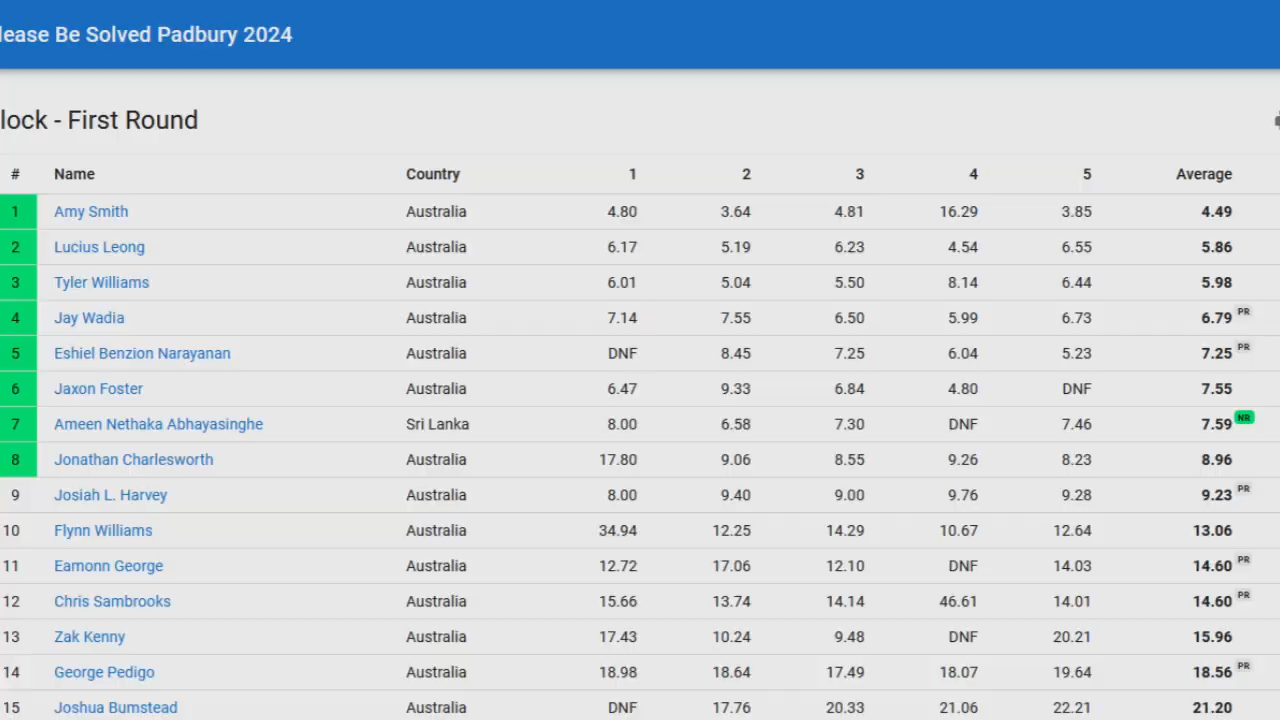 lease Be Solved Padbury 2024
lock - First Round
# Name Country 1 2 3 4 5 Average
1 Amy Smith Australia 4.80 3.64 4.81 16.29 3.85 4.49
2 Lucius Leong Australia 6.17 5.19 6.23 4.54 6.55 5.86
3 Tyler Williams Australia 6.01 5.04 5.50 8.14 6.44 5.98
4 Jay Wadia Australia 7.14 7.55 6.50 5.99 6.73 6.79 PR
5 Eshiel Benzion Narayanan Australia DNF 8.45 7.25 6.04 5.23 7.25 PR
6 Jaxon Foster Australia 6.47 9.33 6.84 4.80 DNF 7.55
7 Ameen Nethaka Abhayasinghe Sri Lanka 8.00 6.58 7.30 DNF 7.46 7.59 NR
8 Jonathan Charlesworth Australia 17.80 9.06 8.55 9.26 8.23 8.96
9 Josiah L. Harvey Australia 8.00 9.40 9.00 9.76 9.28 9.23 PR
10 Flynn Williams Australia 34.94 12.25 14.29 10.67 12.64 13.06
11 Eamonn George Australia 12.72 17.06 12.10 DNF 14.03 14.60 PR
12 Chris Sambrooks Australia 15.66 13.74 14.14 46.61 14.01 14.60 PR
13 Zak Kenny Australia 17.43 10.24 9.48 DNF 20.21 15.96
14 George Pedigo Australia 18.98 18.64 17.49 18.07 19.64 18.56 PR
15 Joshua Bumstead Australia DNF 17.76 20.33 21.06 22.21 21.20